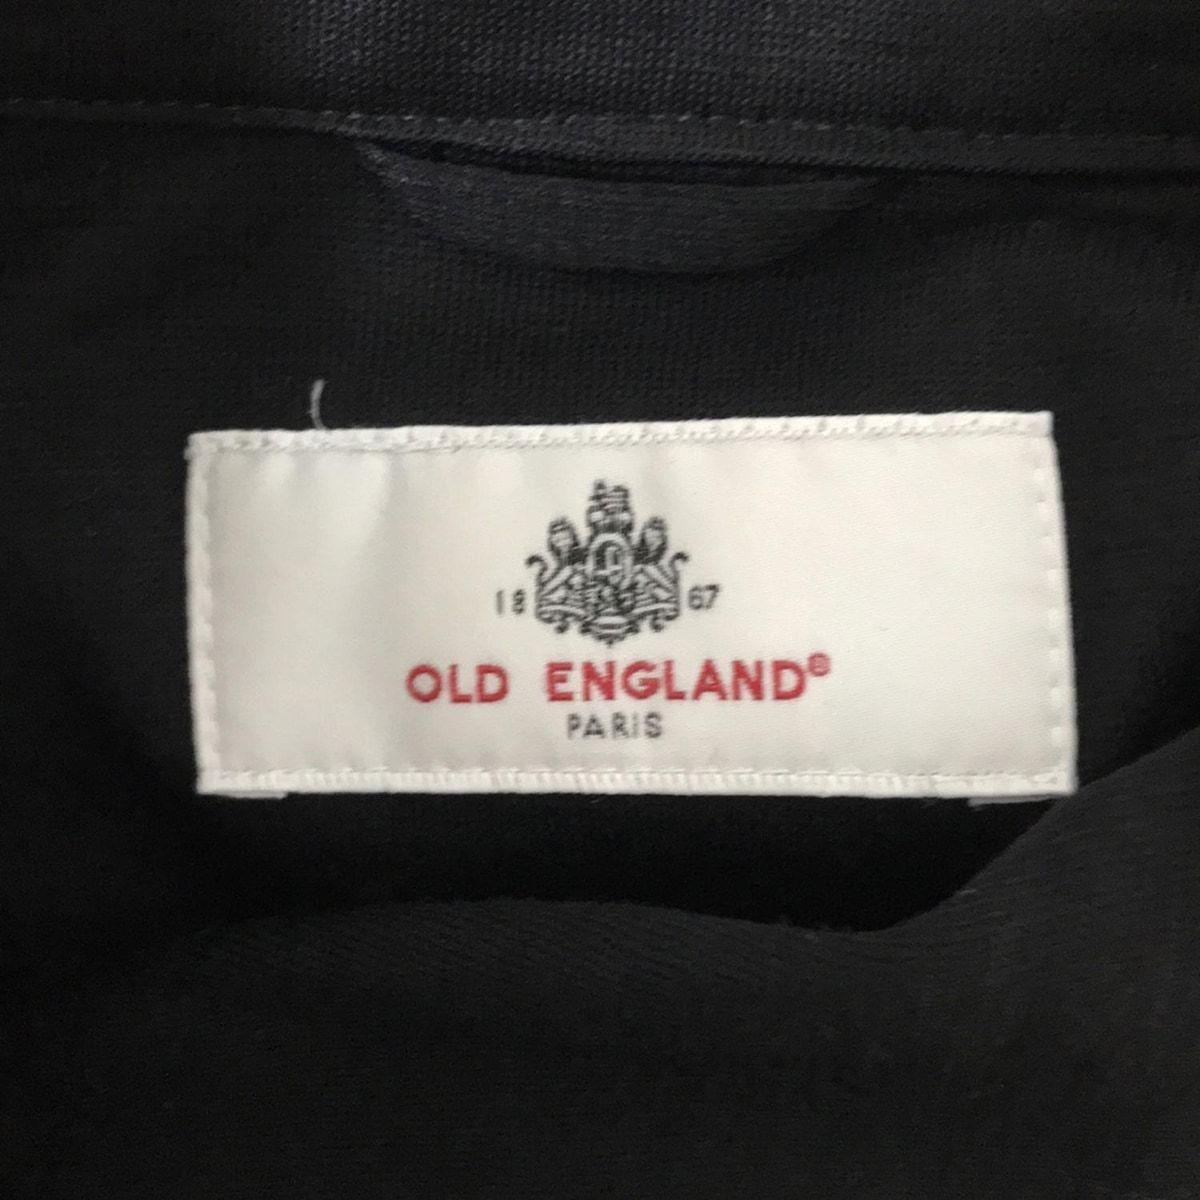 18 67
OLD ENGLAND®
PARIS